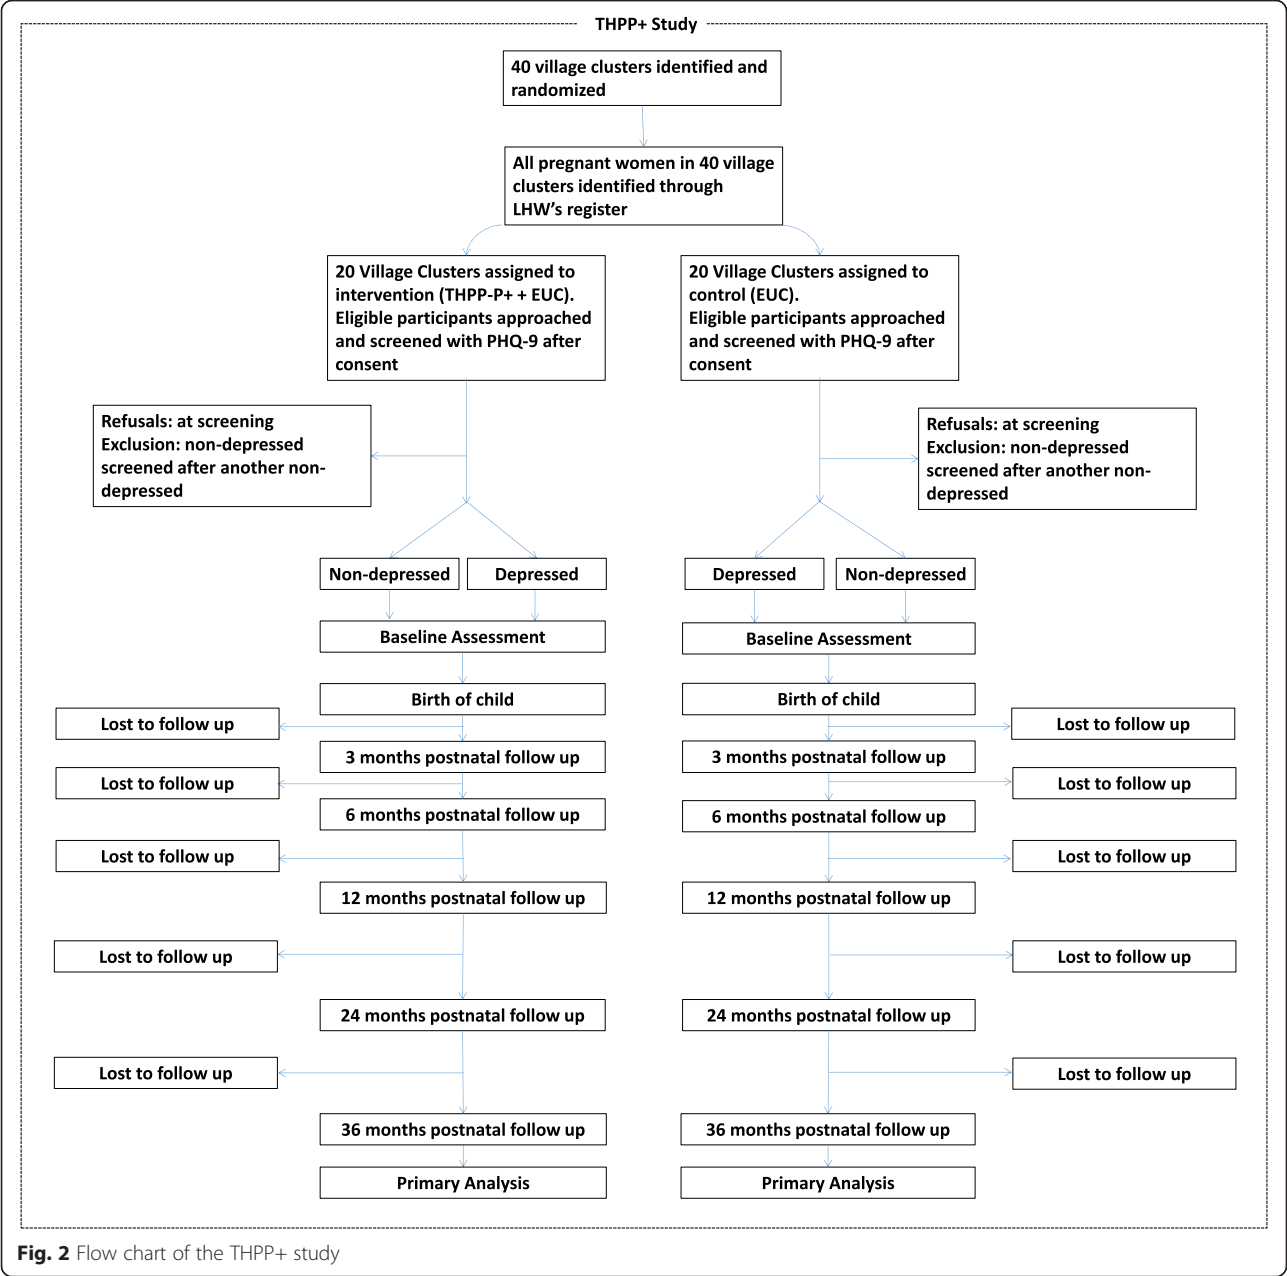 THPP+ Study
40 village clusters identified and
randomized
All pregnant women in 40 village
clusters identified through
LHW's register
20 Village Clusters assigned to
intervention (THPP-P+ + EUC).
Eligible participants approached
and screened with PHQ-9 after
consent
20 Village Clusters assigned to
control (EUC).
Eligible participants approached
and screened with PHQ-9 after
consent
Refusals: at screening
Exclusion: non-depressed
screened after another non-
depressed
Refusals: at screening
Exclusion: non-depressed
screened after another non-
depressed
Non-depressed
Depressed
Depressed
Non-depressed
Baseline Assessment
Baseline Assessment
Birth of child
Birth of child
Lost to follow up
Lost to follow up
3 months postnatal follow up
3 months postnatal follow up
Lost to follow up
Lost to follow up
6 months postnatal follow up
6 months postnatal follow up
Lost to follow up
Lost to follow up
12 months postnatal follow up
12 months postnatal follow up
Lost to follow up
Lost to follow up
24 months postnatal follow up
24 months postnatal follow up
Lost to follow up
Lost to follow up
36 months postnatal follow up
36 months postnatal follow up
Primary Analysis
Primary Analysis
Fig. 2 Flow chart of the THPP+ study